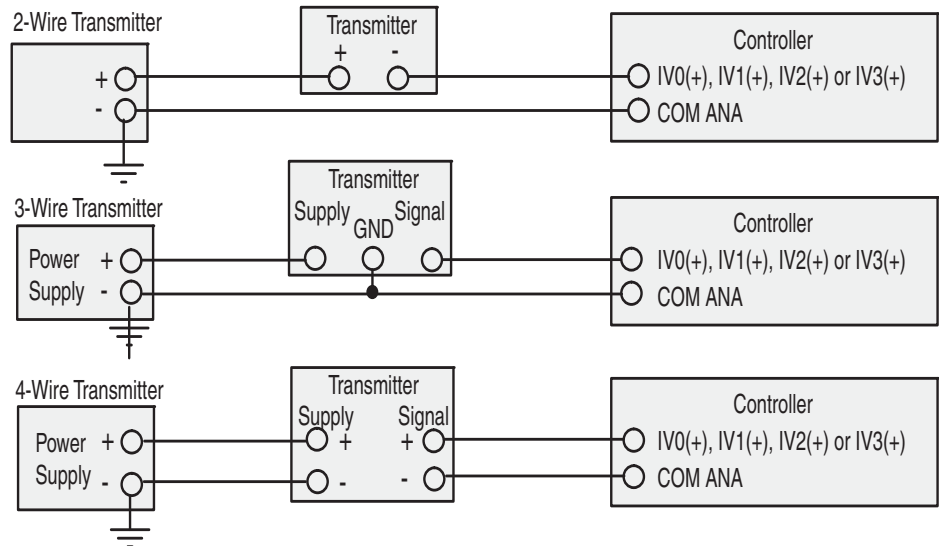 2-Wire Transmitter
Transmitter
+ -
Controller
+
IV0(+), IV1(+), IV2(+) or IV3(+)
-
COM ANA
3-Wire Transmitter
Transmitter
Supply GND Signal
Controller
Power +
Supply -
IV0(+), IV1(+), IV2(+) or IV3(+)
COM ANA
4-Wire Transmitter
Transmitter
Supply Signal
Controller
Power +
+ +
IV0(+), IV1(+), IV2(+) or IV3(+)
Supply -
- -
COM ANA